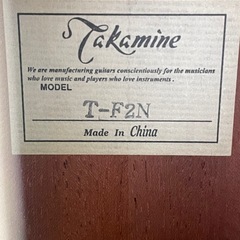 Takamine
We are manufacturing guitars conscientiously for the musicians
who love music and players who love instruments.
MODEL
T-F2N
Made In China